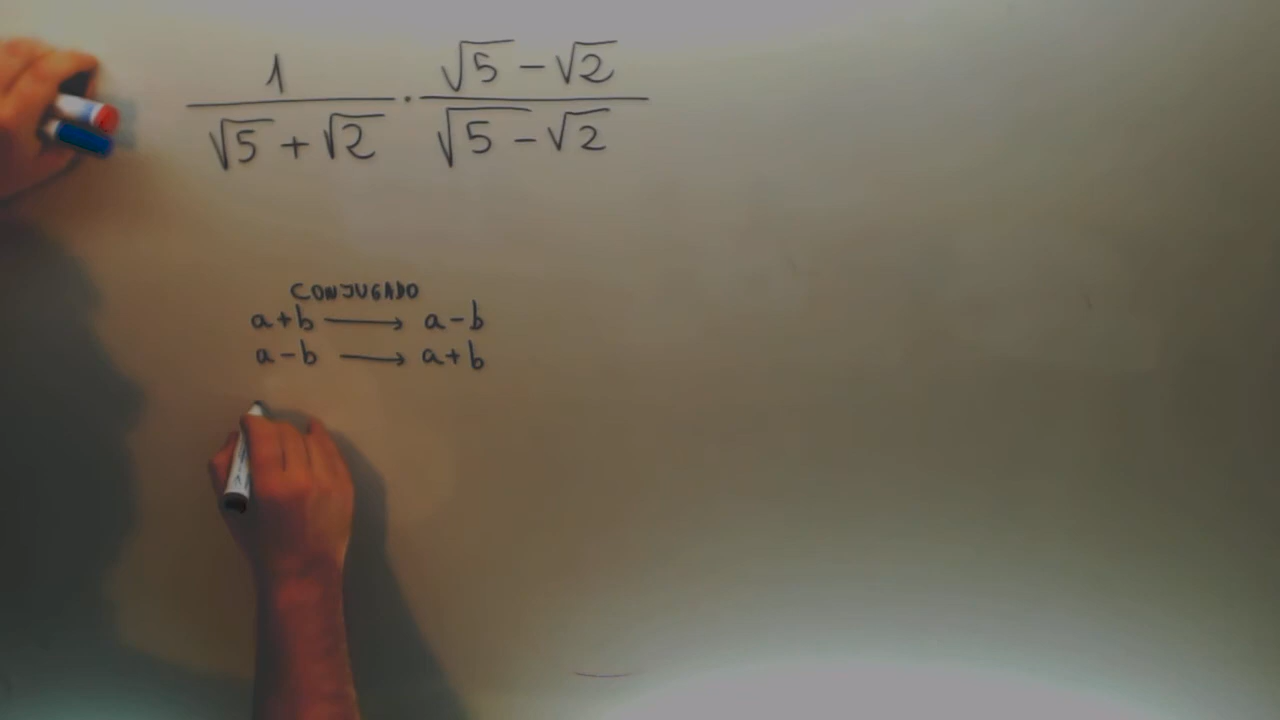 1 √5 - √2
√5 + √2 · √5 - √2
CONJUGADO
a+b ⟶ a-b
a-b ⟶ a+b